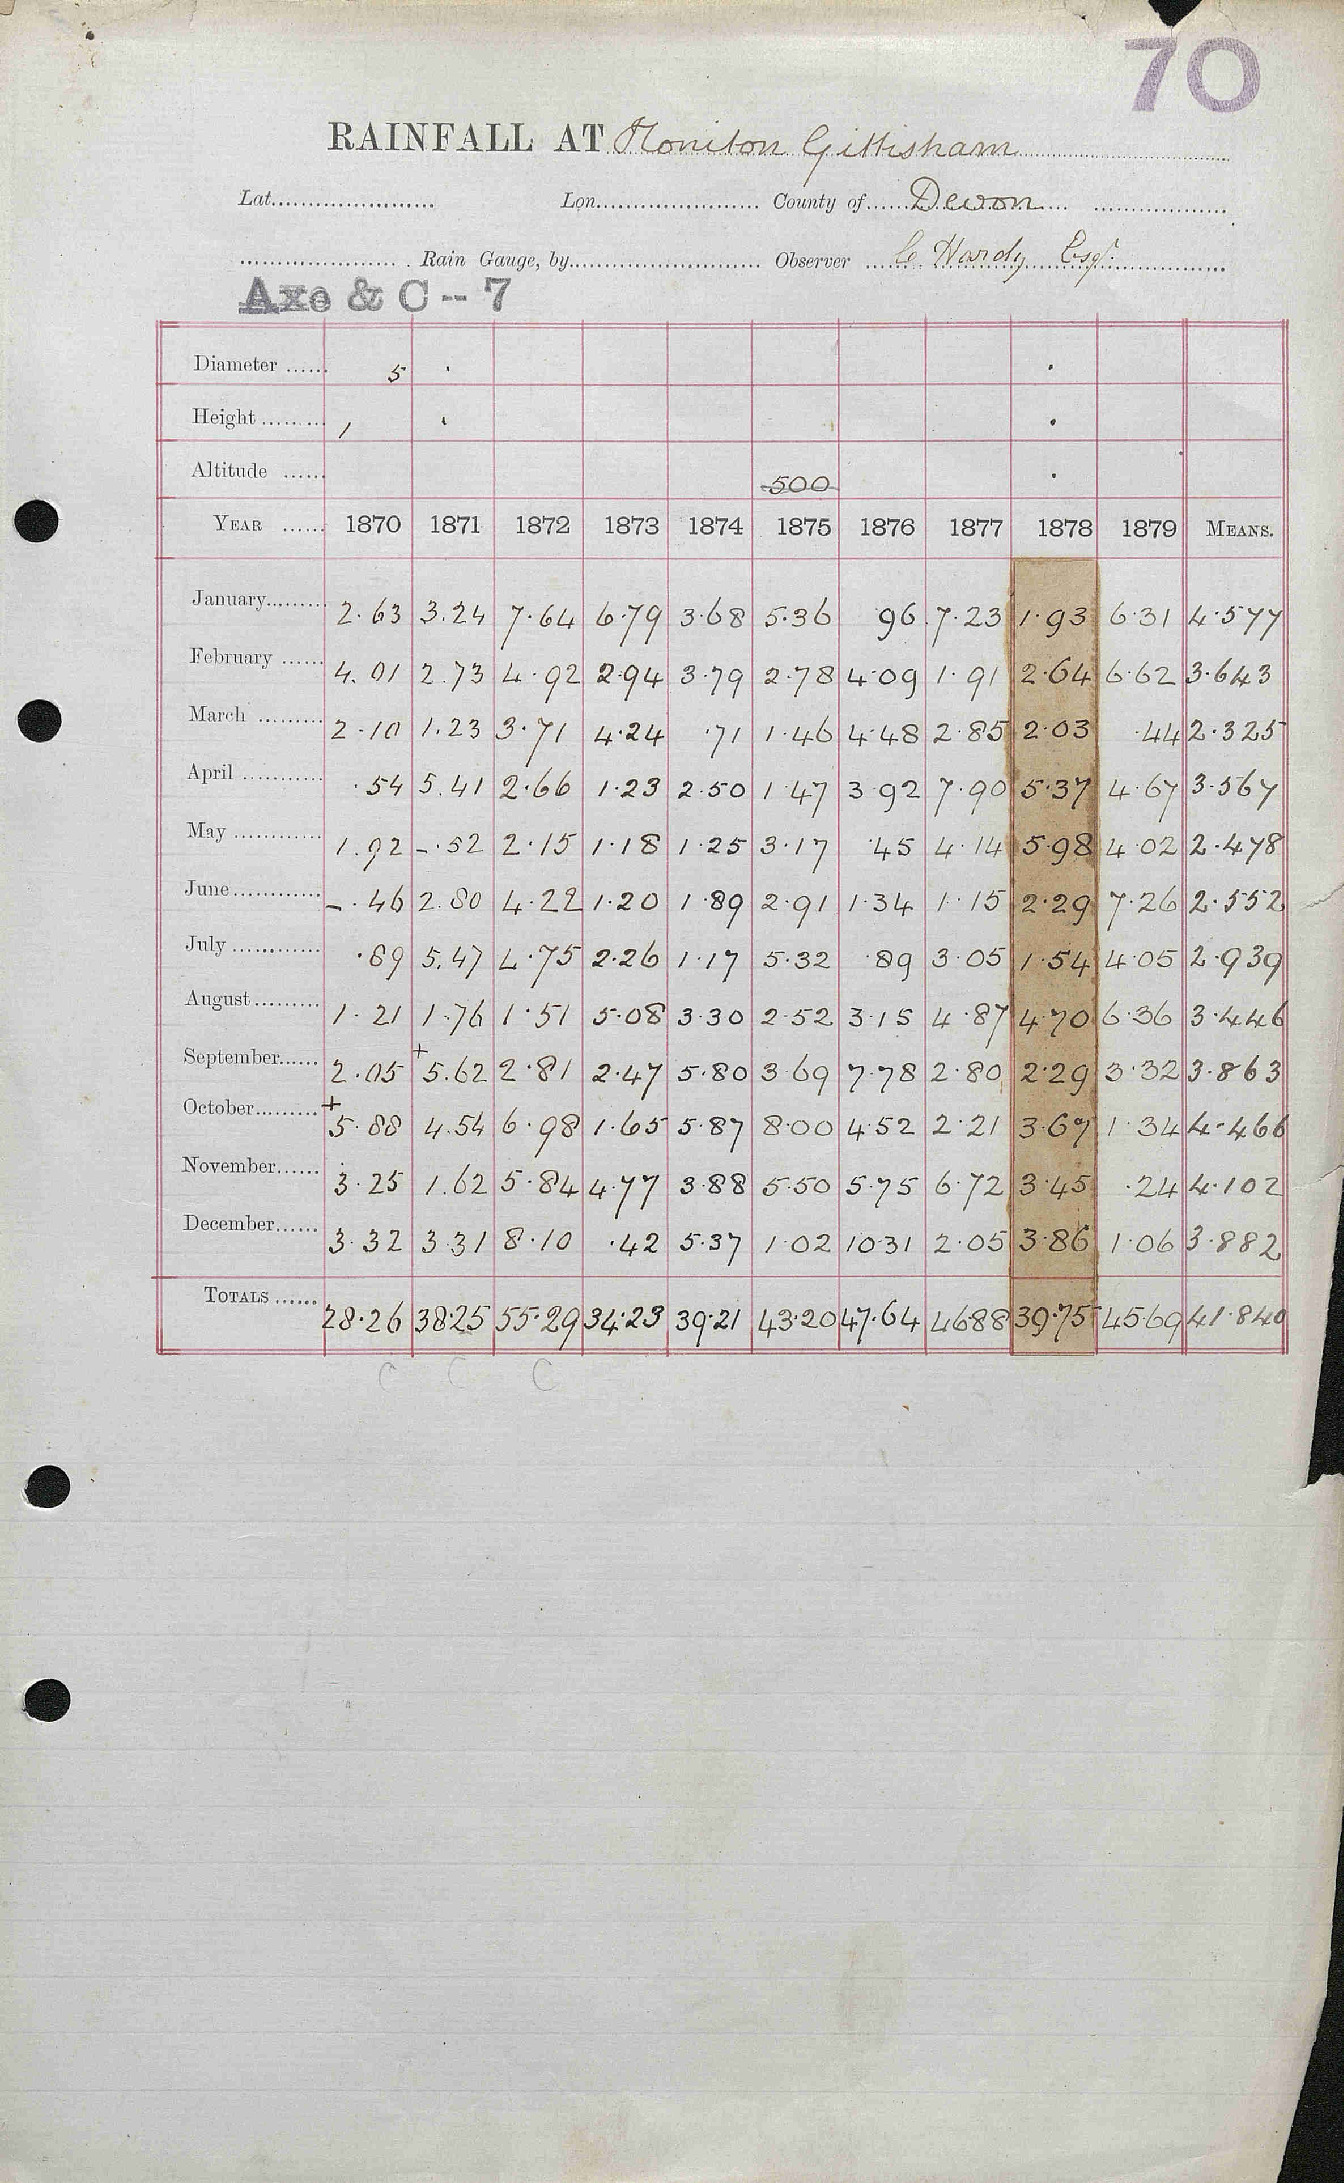 70
RAINFALL AT Honiton Gittisham
Lat. Lon. County of Devon
Rain Gauge, by Observer C Hardy Esqr.
Axe & C -- 7
Diameter 5
Height 1
Altitude 500
YEAR 1870 1871 1872 1873 1874 1875 1876 1877 1878 1879 MEANS.
January 2.63 3.24 7.64 6.79 3.68 5.36 96 7.23 1.93 6.31 4.577
February 4.01 2.73 4.92 2.94 3.79 2.78 4.09 1.91 2.64 6.62 3.643
March 2.10 1.23 3.71 4.24 .71 1.46 4.48 2.85 2.03 .44 2.325
April .54 5.41 2.66 1.23 2.50 1.47 3.92 7.90 5.37 4.67 3.567
May 1.92 -.52 2.15 1.18 1.25 3.17 .45 4.14 5.98 4.02 2.478
June -.46 2.80 4.22 1.20 1.89 2.91 1.34 1.15 2.29 7.26 2.552
July .89 5.47 4.75 2.26 1.17 5.32 .89 3.05 1.54 4.05 2.939
August 1.21 1.76 1.51 5.08 3.30 2.52 3.15 4.87 4.70 6.36 3.446
September 2.05 +5.62 2.81 2.47 5.80 3.69 7.78 2.80 2.29 3.32 3.863
October +5.88 4.54 6.98 1.65 5.87 8.00 4.52 2.21 3.67 1.34 4.466
November 3.25 1.62 5.84 4.77 3.88 5.50 5.75 6.72 3.45 .24 4.102
December 3.32 3.31 8.10 .42 5.37 1.02 10.31 2.05 3.86 1.06 3.882
TOTALS 28.26 38.25 55.29 34.23 39.21 43.20 47.64 46.88 39.75 45.69 41.840
C C C